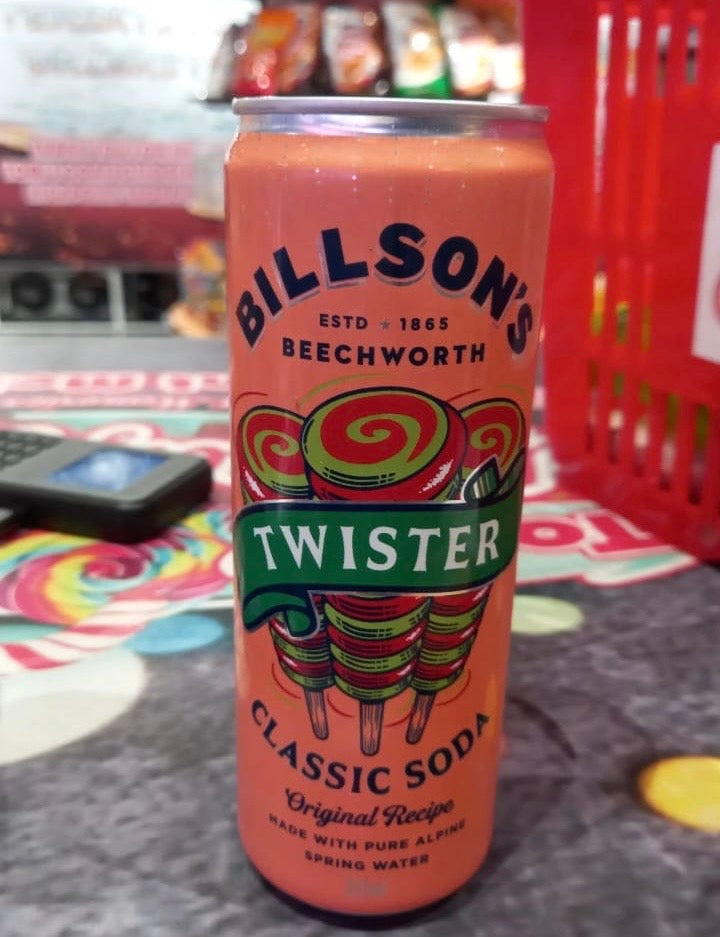 BILLSON'S
ESTD ★ 1865
BEECHWORTH
TWISTER
CLASSIC SODA
Original Recipe
MADE WITH PURE ALPINE
SPRING WATER